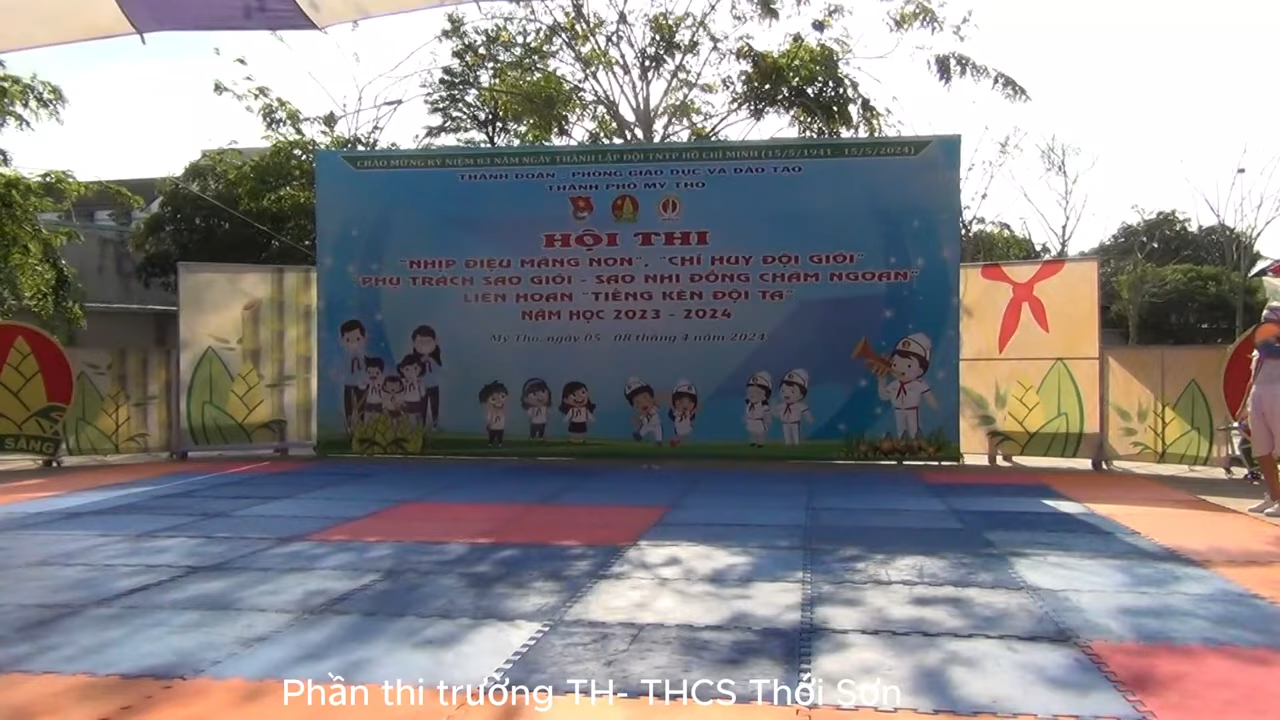 CHÀO MỪNG KỶ NIỆM 83 NĂM NGÀY THÀNH LẬP ĐỘI TNTP HỒ CHÍ MINH (15/5/1941 - 15/5/2024)
THÀNH ĐOÀN - PHÒNG GIÁO DỤC VÀ ĐÀO TẠO
THÀNH PHỐ MỸ THO
HỘI THI
"NHỊP ĐIỆU MĂNG NON", "CHỈ HUY ĐỘI GIỎI"
"PHỤ TRÁCH SAO GIỎI - SAO NHI ĐỒNG CHĂM NGOAN"
LIÊN HOAN "TIẾNG KÈN ĐỘI TA"
NĂM HỌC 2023 - 2024
Mỹ Tho, ngày 05 - 08 tháng 4 năm 2024
SÀNG
Phần thi trường TH- THCS Thới Sơn